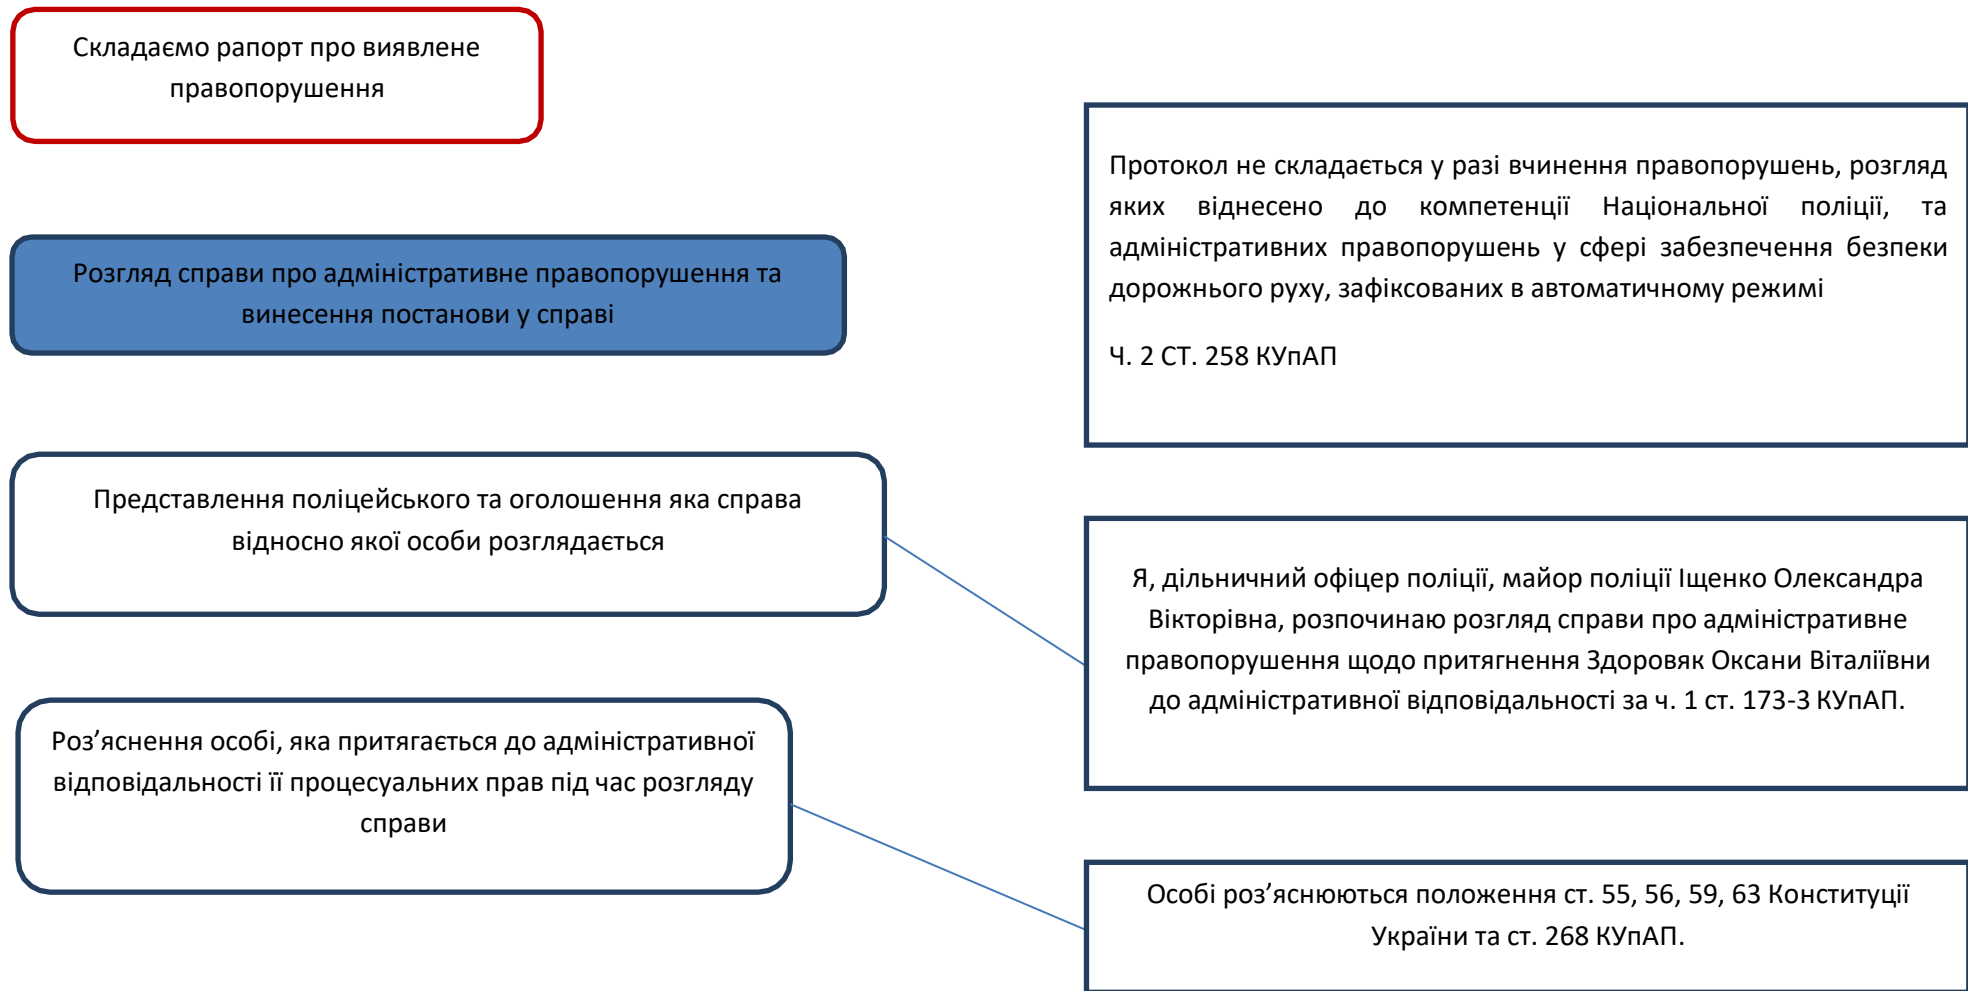 Складаємо рапорт про виявлене
правопорушення
Розгляд справи про адміністративне правопорушення та
винесення постанови у справі
Представлення поліцейського та оголошення яка справа
відносно якої особи розглядається
Роз’яснення особі, яка притягається до адміністративної
відповідальності її процесуальних прав під час розгляду
справи
Протокол не складається у разі вчинення правопорушень, розгляд
яких віднесено до компетенції Національної поліції, та
адміністративних правопорушень у сфері забезпечення безпеки
дорожнього руху, зафіксованих в автоматичному режимі
Ч. 2 СТ. 258 КУпАП
Я, дільничний офіцер поліції, майор поліції Іщенко Олександра
Вікторівна, розпочинаю розгляд справи про адміністративне
правопорушення щодо притягнення Здоровяк Оксани Віталіївни
до адміністративної відповідальності за ч. 1 ст. 173-3 КУпАП.
Особі роз’яснюються положення ст. 55, 56, 59, 63 Конституції
України та ст. 268 КУпАП.